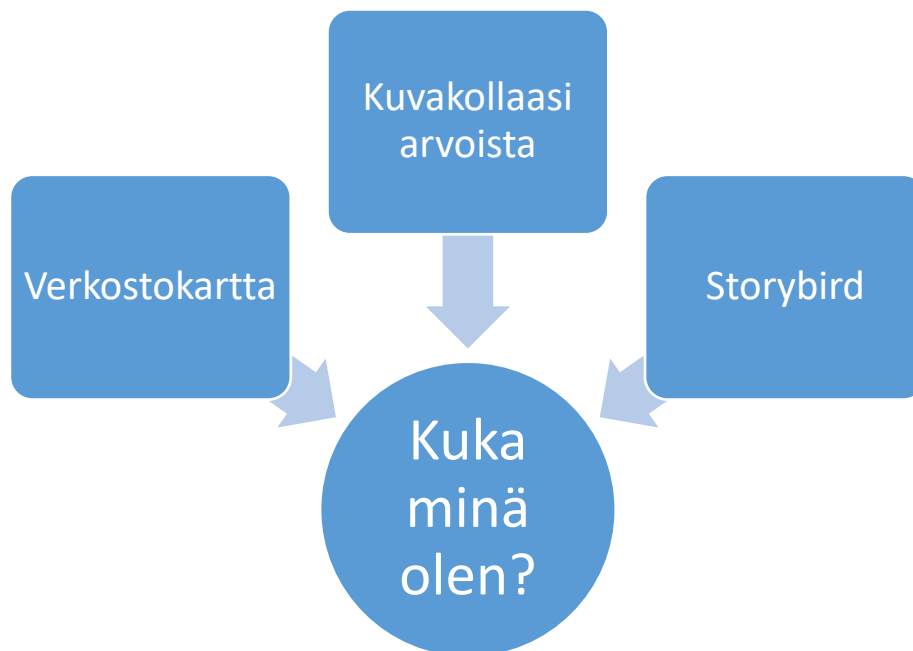 Kuvakollaasi
arvoista
Verkostokartta
Storybird
Kuka
minä
olen?